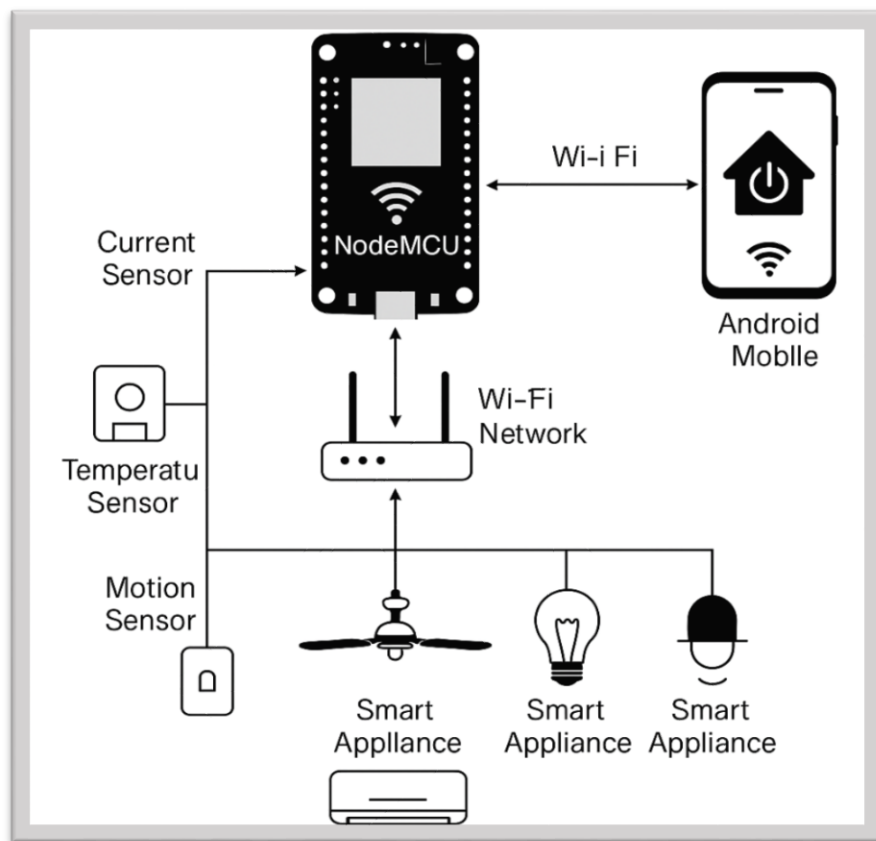 NodeMCU
Wi-i Fi
Android
Moblle
Current
Sensor
Wi-Fi
Network
Temperatu
Sensor
Motion
Sensor
Smart
Appllance
Smart
Appliance
Smart
Appliance